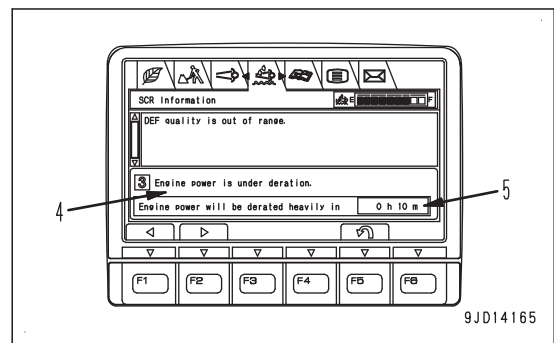 SCR Information
E F
DEF quality is out of range.
3 Engine power is under deration.
Engine power will be derated heavily in 0 h 10 m
4
5
F1 F2 F3 F4 F5 F6
9JD14165